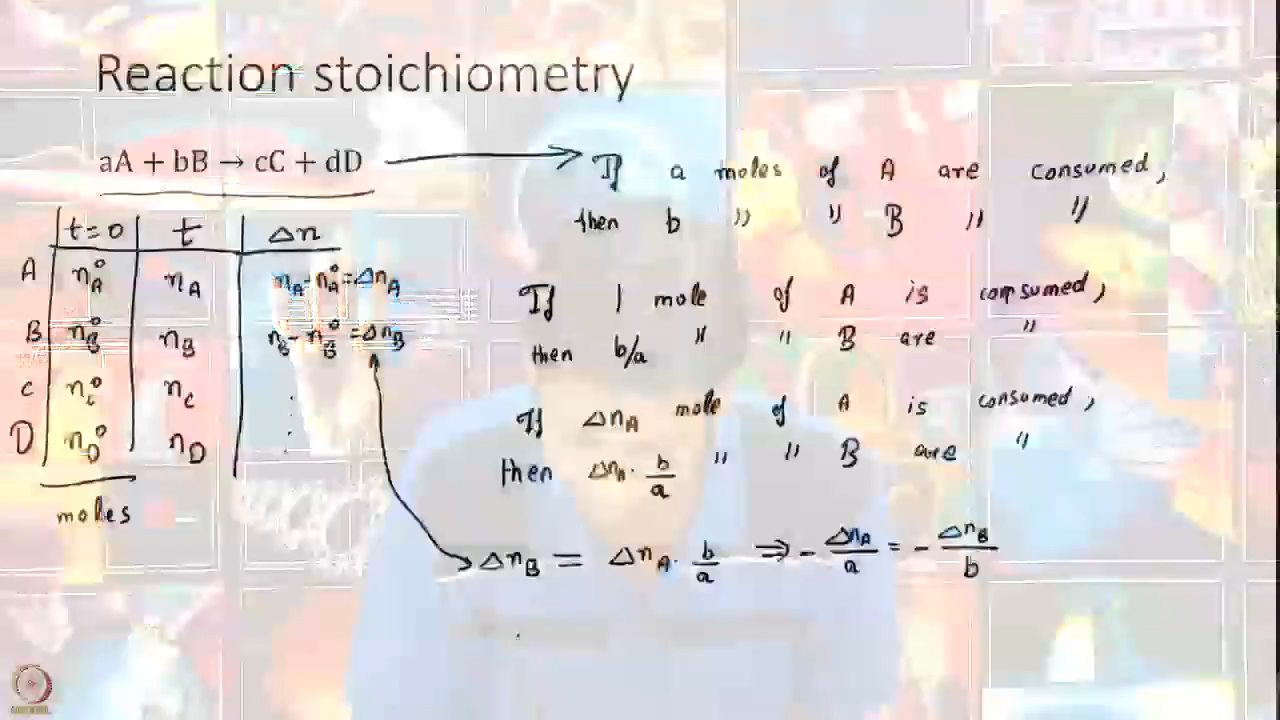 Reaction stoichiometry
aA + bB → cC + dD
If a moles of A are consumed,
then b " " B " "
t=0 t Δn
A n_A^0 n_A n_A - n_A^0 = Δn_A
B n_B^0 n_B n_B - n_B^0 = Δn_B
C n_C^0 n_C :
D n_D^0 n_D :
moles
If 1 mole of A is consumed,
then b/a " " B are "
If Δn_A mole of A is consumed,
then Δn_A · b/a " " B are "
Δn_B = Δn_A · b/a ⇒ - Δn_A/a = - Δn_B/b